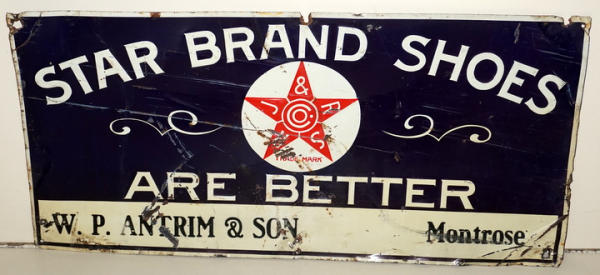 STAR BRAND SHOES
&
J R
R S
TRADE MARK
ARE BETTER
W. P. ANTRIM & SON Montrose